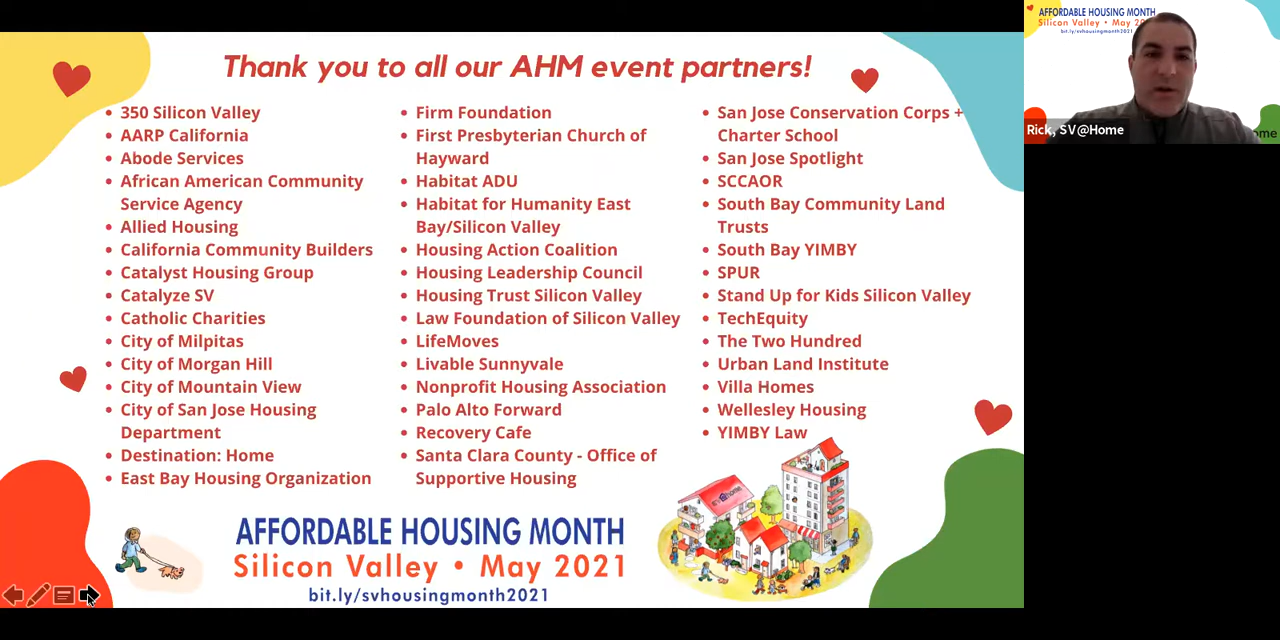 Thank you to all our AHM event partners!
• 350 Silicon Valley
• AARP California
• Abode Services
• African American Community
Service Agency
• Allied Housing
• California Community Builders
• Catalyst Housing Group
• Catalyze SV
• Catholic Charities
• City of Milpitas
• City of Morgan Hill
• City of Mountain View
• City of San Jose Housing
Department
• Destination: Home
• East Bay Housing Organization
• Firm Foundation
• First Presbyterian Church of
Hayward
• Habitat ADU
• Habitat for Humanity East
Bay/Silicon Valley
• Housing Action Coalition
• Housing Leadership Council
• Housing Trust Silicon Valley
• Law Foundation of Silicon Valley
• LifeMoves
• Livable Sunnyvale
• Nonprofit Housing Association
• Palo Alto Forward
• Recovery Cafe
• Santa Clara County - Office of
Supportive Housing
• San Jose Conservation Corps +
Charter School
• San Jose Spotlight
• SCCAOR
• South Bay Community Land
Trusts
• South Bay YIMBY
• SPUR
• Stand Up for Kids Silicon Valley
• TechEquity
• The Two Hundred
• Urban Land Institute
• Villa Homes
• Wellesley Housing
• YIMBY Law
AFFORDABLE HOUSING MONTH
Silicon Valley • May 2021
bit.ly/svhousingmonth2021
AFFORDABLE HOUSING MONTH
Silicon Valley • May
bit.ly/svhousingmonth2021
Rick, SV@Home